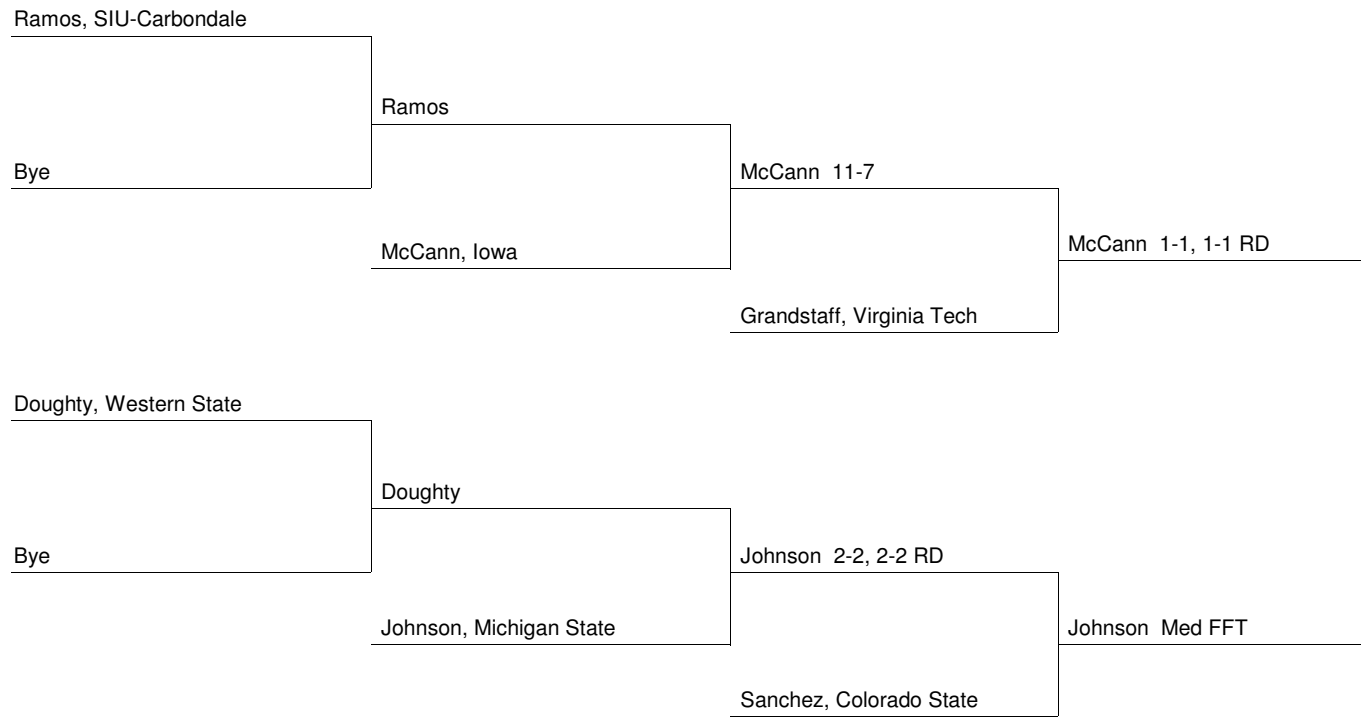 Ramos, SIU-Carbondale
Ramos
Bye
McCann  11-7
McCann, Iowa
McCann  1-1, 1-1 RD
Grandstaff, Virginia Tech
Doughty, Western State
Doughty
Bye
Johnson  2-2, 2-2 RD
Johnson, Michigan State
Johnson  Med FFT
Sanchez, Colorado State